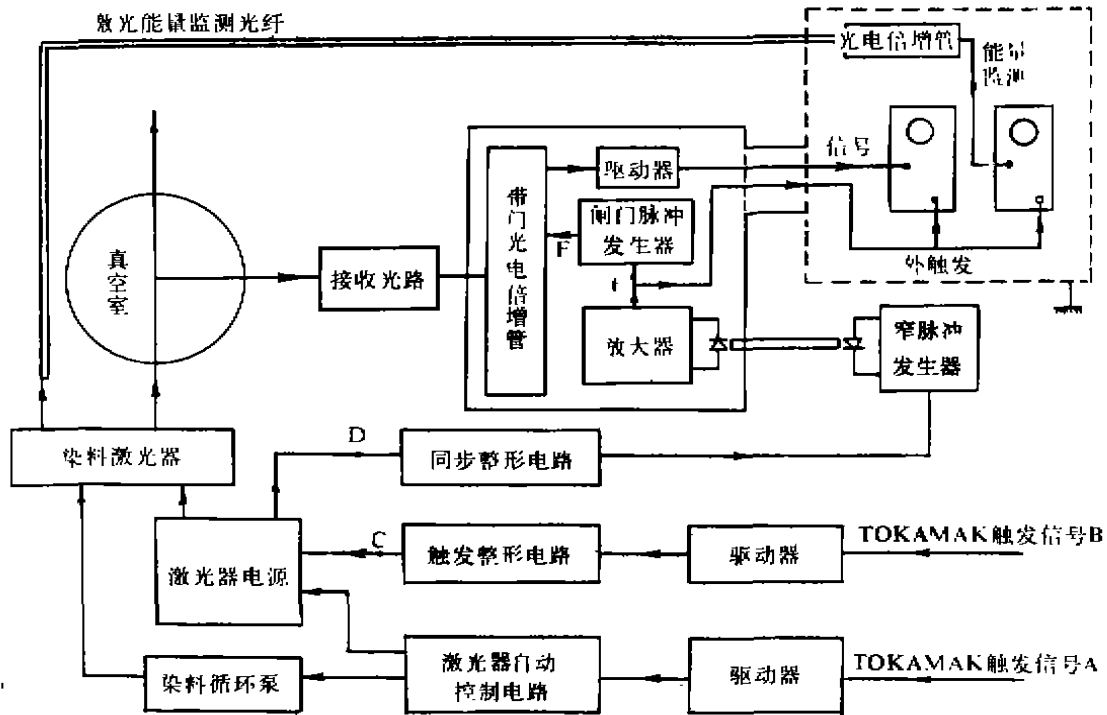 激光能量监测光纤
光电倍增管
能量
监测
信号
驱动器
闸门脉冲
发生器
F
带门光电倍增管
外触发
真空室
接收光路
放大器
窄脉冲
发生器
染料激光器
D
同步整形电路
激光器电源
C
触发整形电路
驱动器
TOKAMAK触发信号B
染料循环泵
激光器自动
控制电路
驱动器
TOKAMAK触发信号A